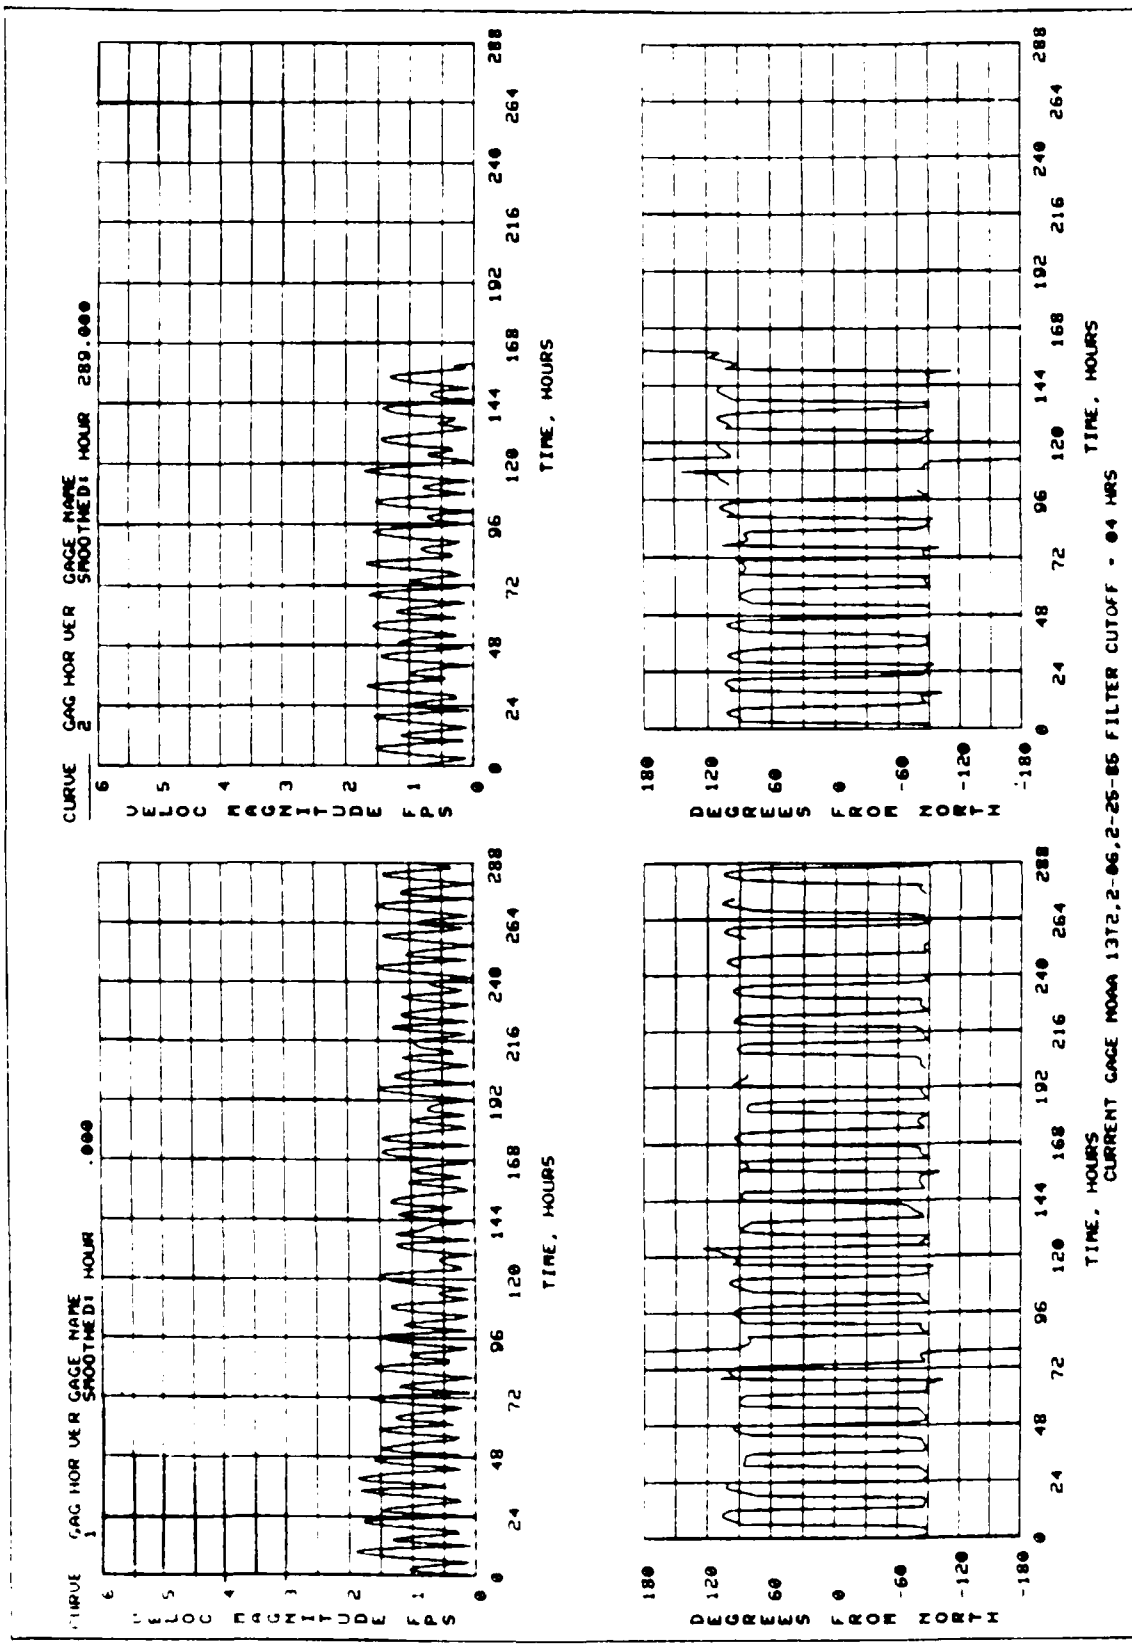 CURVE GAG HOR VER GAGE NAME
1 SMOOTHED: HOUR .000
6
5
4
3
2
1
0
VELOC MAGNITUDE FPS
0 24 48 72 96 120 144 168 192 216 240 264 288
TIME, HOURS
180
120
60
0
-60
-120
-180
DEGREES FROM NORTH
0 24 48 72 96 120 144 168 192 216 240 264 288
TIME, HOURS
CURVE GAG HOR VER GAGE NAME
2 SMOOTHED: HOUR 289.000
6
5
4
3
2
1
0
VELOC MAGNITUDE FPS
0 24 48 72 96 120 144 168 192 216 240 264 288
TIME, HOURS
180
120
60
0
-60
-120
-180
DEGREES FROM NORTH
0 24 48 72 96 120 144 168 192 216 240 264 288
TIME, HOURS
CURRENT GAGE MOAA 13T2,2-06,2-25-85 FILTER CUTOFF - 04 HRS